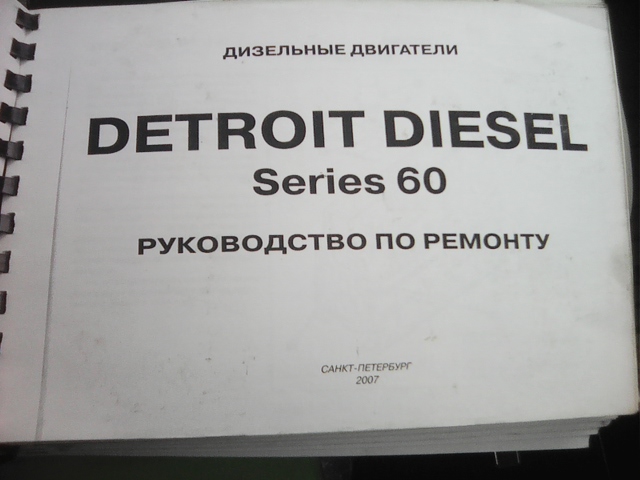 ДИЗЕЛЬНЫЕ ДВИГАТЕЛИ
DETROIT DIESEL
Series 60
РУКОВОДСТВО ПО РЕМОНТУ
САНКТ-ПЕТЕРБУРГ
2007